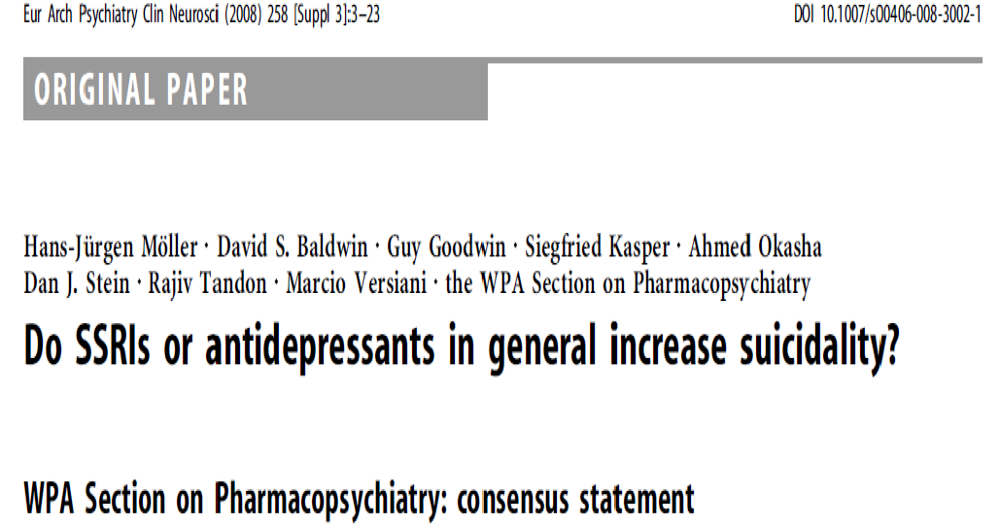 Eur Arch Psychiatry Clin Neurosci (2008) 258 [Suppl 3]:3–23 DOI 10.1007/s00406-008-3002-1
ORIGINAL PAPER
Hans-Jürgen Möller · David S. Baldwin · Guy Goodwin · Siegfried Kasper · Ahmed Okasha
Dan J. Stein · Rajiv Tandon · Marcio Versiani · the WPA Section on Pharmacopsychiatry
Do SSRIs or antidepressants in general increase suicidality?
WPA Section on Pharmacopsychiatry: consensus statement